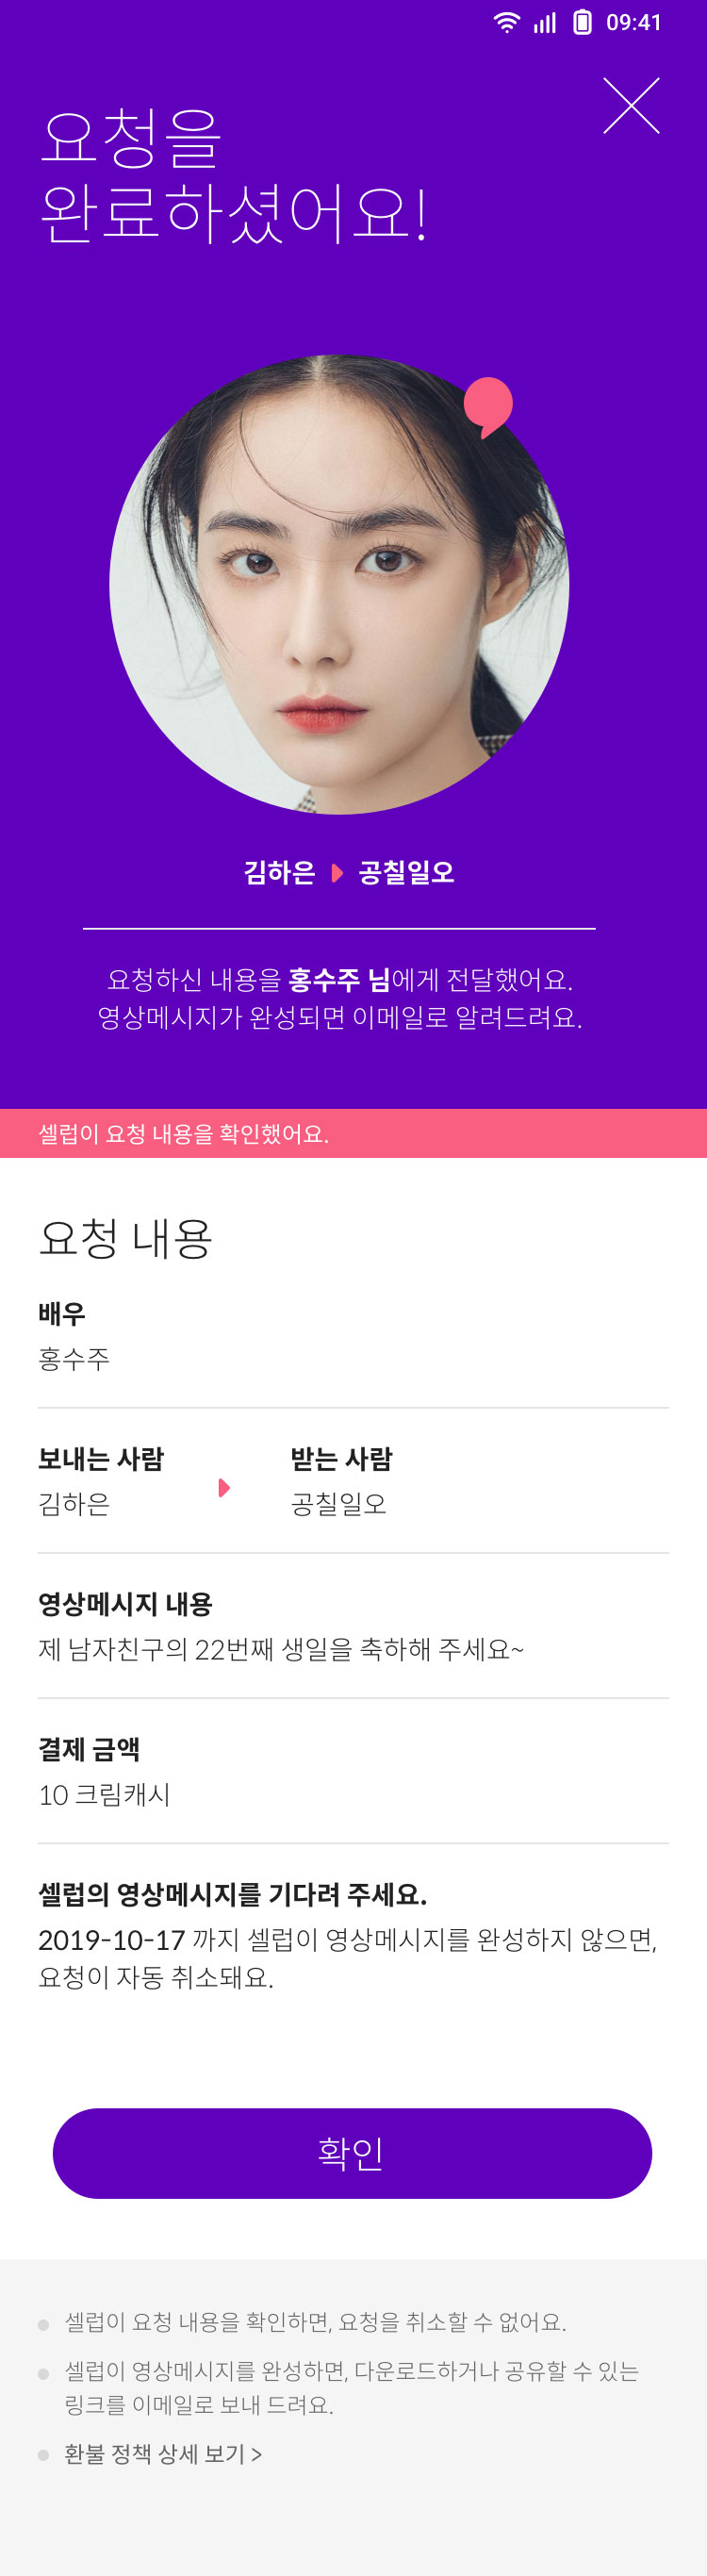 09:41
요청을
완료하셨어요!
김하은 공칠일오
요청하신 내용을 홍수주 님에게 전달했어요.
영상메시지가 완성되면 이메일로 알려드려요.
셀럽이 요청 내용을 확인했어요.
요청 내용
배우
홍수주
보내는 사람 받는 사람
김하은 공칠일오
영상메시지 내용
제 남자친구의 22번째 생일을 축하해 주세요~
결제 금액
10 크림캐시
셀럽의 영상메시지를 기다려 주세요.
2019-10-17 까지 셀럽이 영상메시지를 완성하지 않으면,
요청이 자동 취소돼요.
확인
셀럽이 요청 내용을 확인하면, 요청을 취소할 수 없어요.
셀럽이 영상메시지를 완성하면, 다운로드하거나 공유할 수 있는
링크를 이메일로 보내 드려요.
환불 정책 상세 보기 >